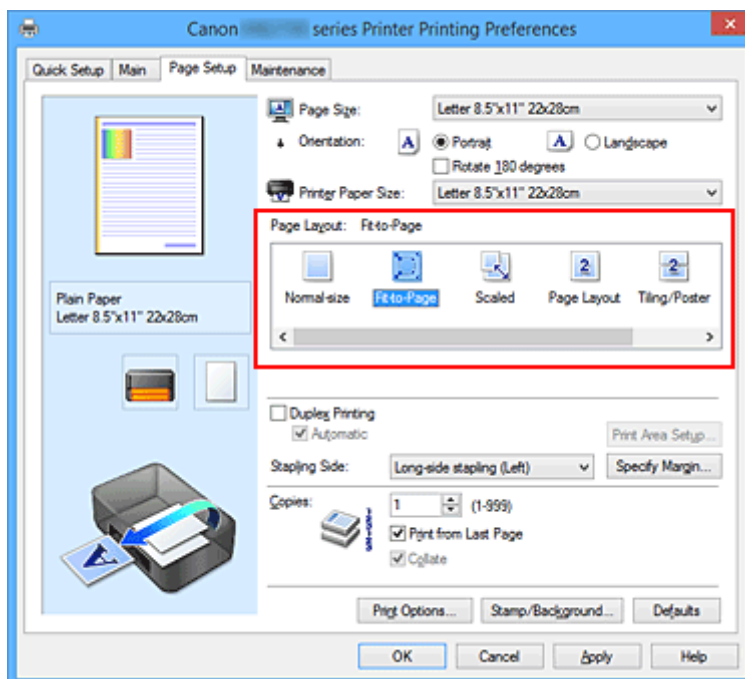 Canon series Printer Printing Preferences
Quick Setup Main Page Setup Maintenance
Page Size: Letter 8.5"x11" 22x28cm
Orientation: A Portrait A Landscape
Rotate 180 degrees
Printer Paper Size: Letter 8.5"x11" 22x28cm
Page Layout: Fit-to-Page
2 2
Normal-size Fit-to-Page Scaled Page Layout Tiling/Poster
Plain Paper
Letter 8.5"x11" 22x28cm
Duplex Printing
Automatic
Print Area Setup...
Stapling Side: Long-side stapling (Left) Specify Margin...
Copies: 1 (1-999)
Print from Last Page
Collate
A
Print Options... Stamp/Background... Defaults
OK Cancel Apply Help